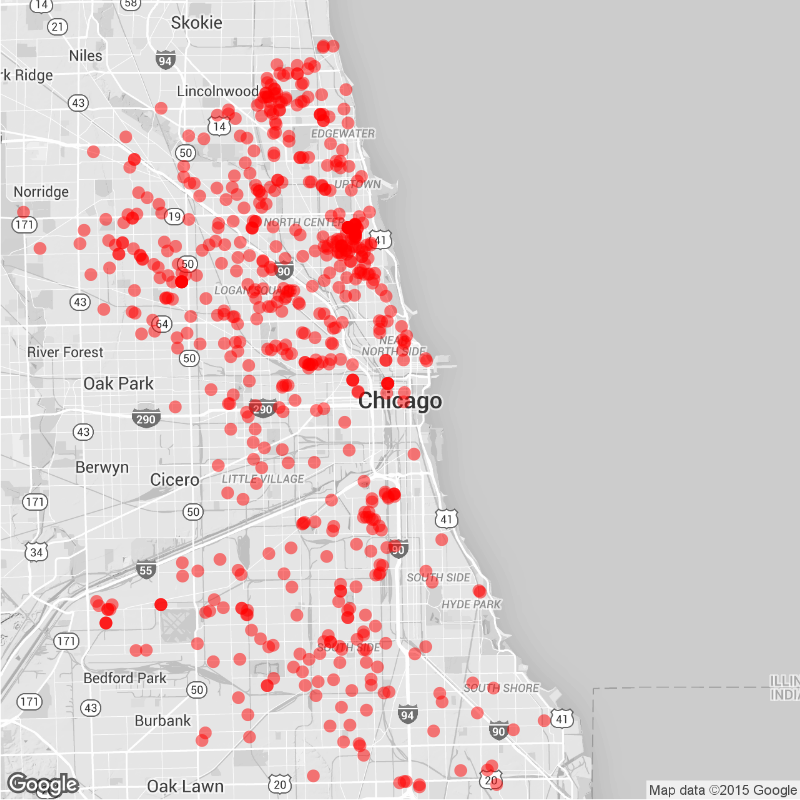 14
58
21
Skokie
Niles
94
rk Ridge
43
Lincolnwood
14
EDGEWATER
50
UPTOWN
Norridge
171
19
NORTH CENTER
41
50
90
LOGAN SQU
43
64
NEA
NORTH SIDE
River Forest
50
Oak Park
Chicago
290
290
43
Berwyn
Cicero
LITTLE VILLAGE
171
50
41
34
90
55
SOUTH SIDE
HYDE PARK
171
SOUTH SIDE
Bedford Park
50
SOUTH SHORE
ILLIN
INDIA
171
43
94
41
Burbank
90
Google
Oak Lawn
20
20
Map data ©2015 Google